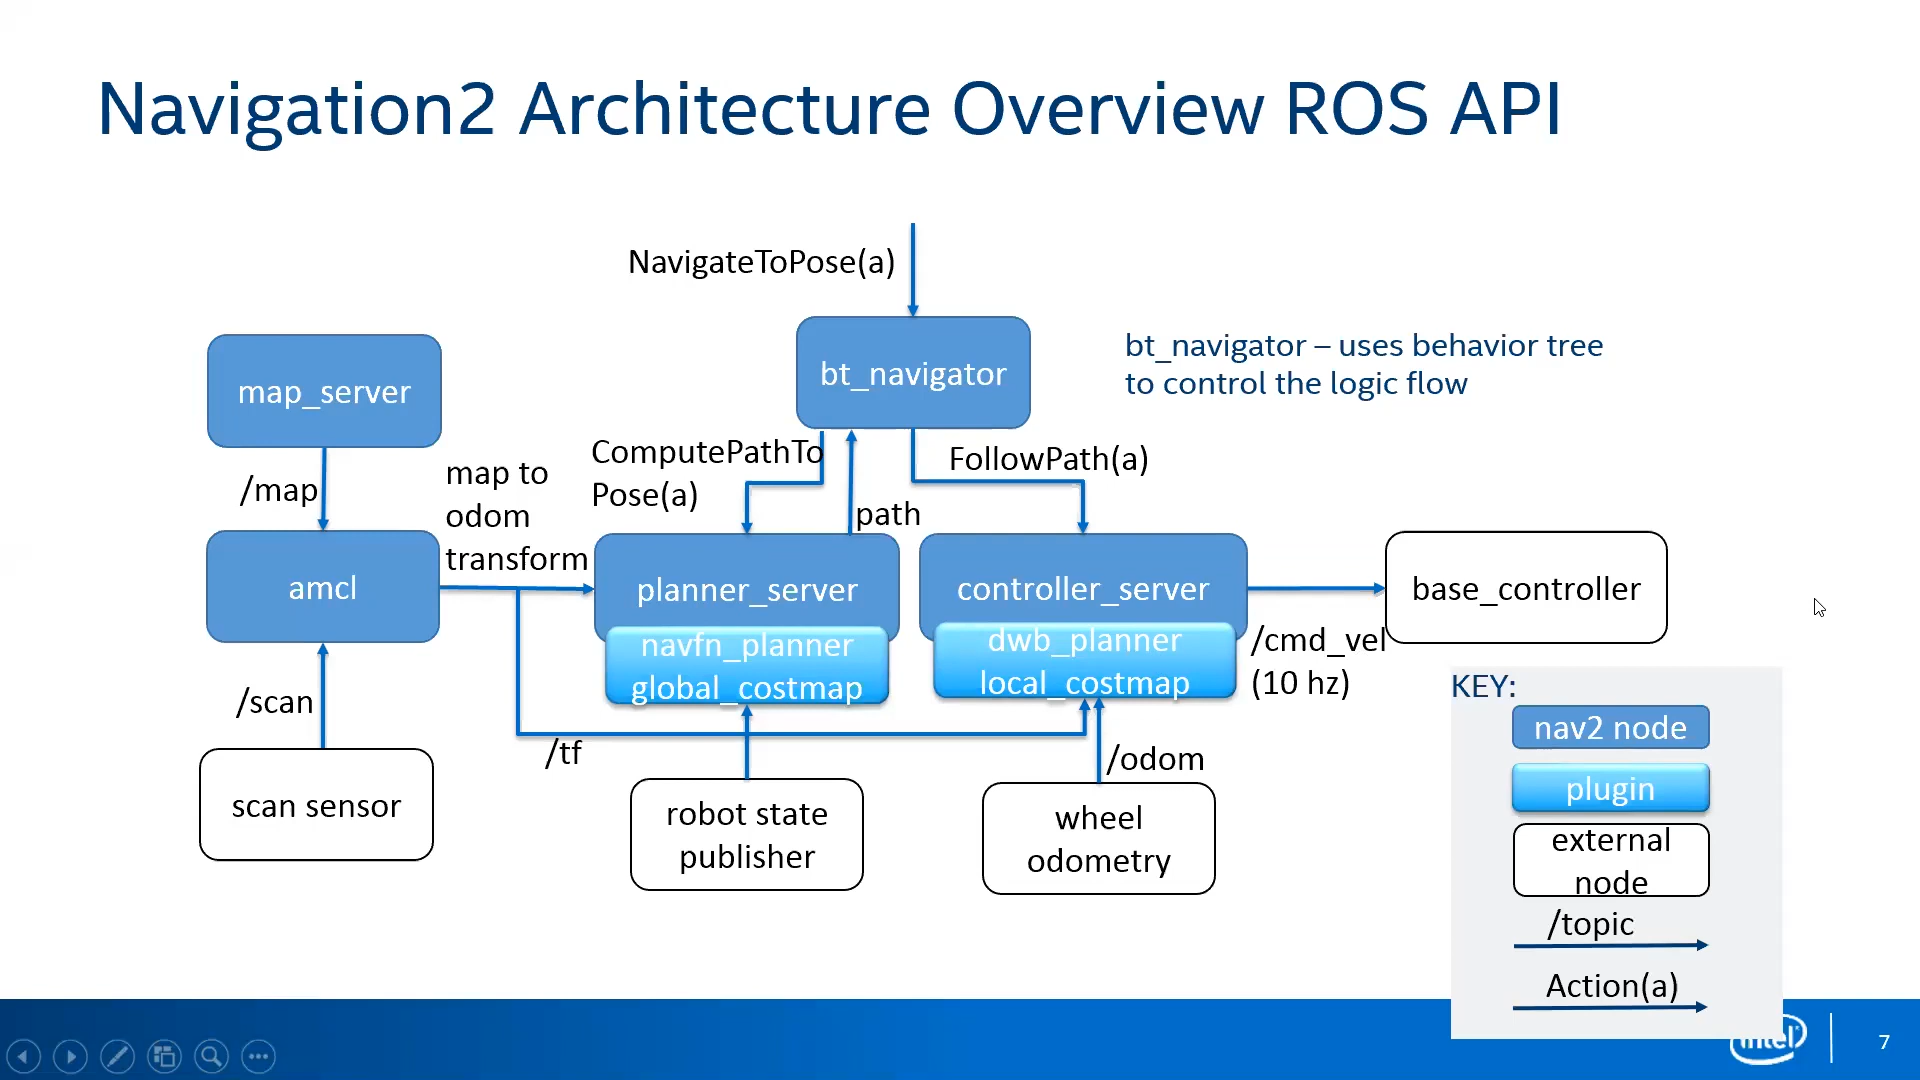 Navigation2 Architecture Overview ROS API
NavigateToPose(a)
bt_navigator
bt_navigator – uses behavior tree
to control the logic flow
map_server
/map
map to
odom
transform
ComputePathTo
Pose(a)
path
FollowPath(a)
amcl
planner_server
navfn_planner
global_costmap
controller_server
dwb_planner
local_costmap
/cmd_vel
(10 hz)
base_controller
/scan
/tf
/odom
scan sensor
robot state
publisher
wheel
odometry
KEY:
nav2 node
plugin
external
node
/topic
Action(a)
intel
7